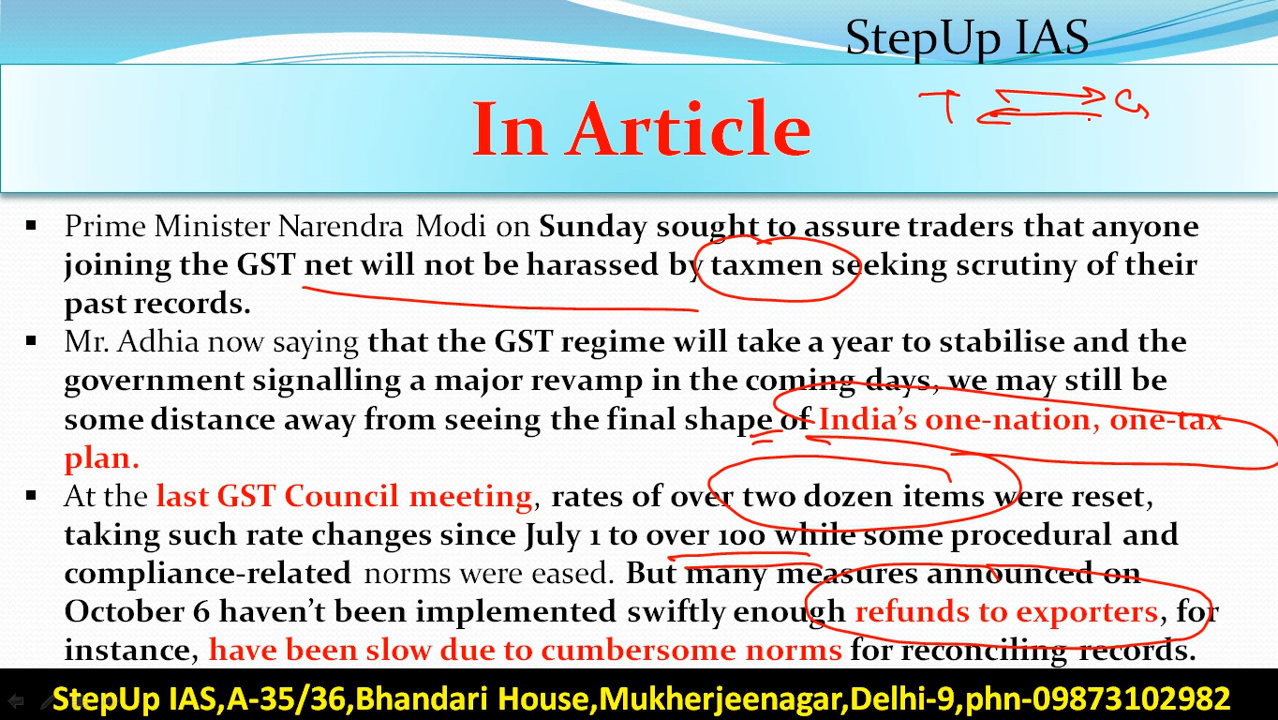 StepUp IAS
T G
In Article
▪ Prime Minister Narendra Modi on Sunday sought to assure traders that anyone
joining the GST net will not be harassed by taxmen seeking scrutiny of their
past records.
▪ Mr. Adhia now saying that the GST regime will take a year to stabilise and the
government signalling a major revamp in the coming days, we may still be
some distance away from seeing the final shape of India's one-nation, one-tax
plan.
▪ At the last GST Council meeting, rates of over two dozen items were reset,
taking such rate changes since July 1 to over 100 while some procedural and
compliance-related norms were eased. But many measures announced on
October 6 haven't been implemented swiftly enough refunds to exporters, for
instance, have been slow due to cumbersome norms for reconciling records.
StepUp IAS,A-35/36,Bhandari House,Mukherjeenagar,Delhi-9,phn-09873102982